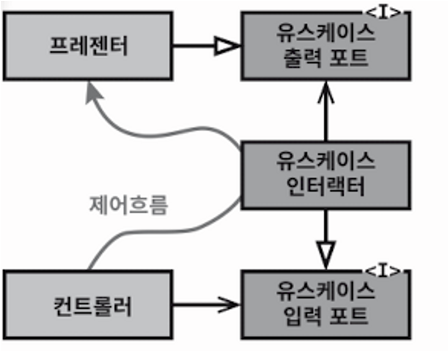 <I>
프레젠터
유스케이스
출력 포트
유스케이스
인터랙터
제어흐름
<I>
컨트롤러
유스케이스
입력 포트